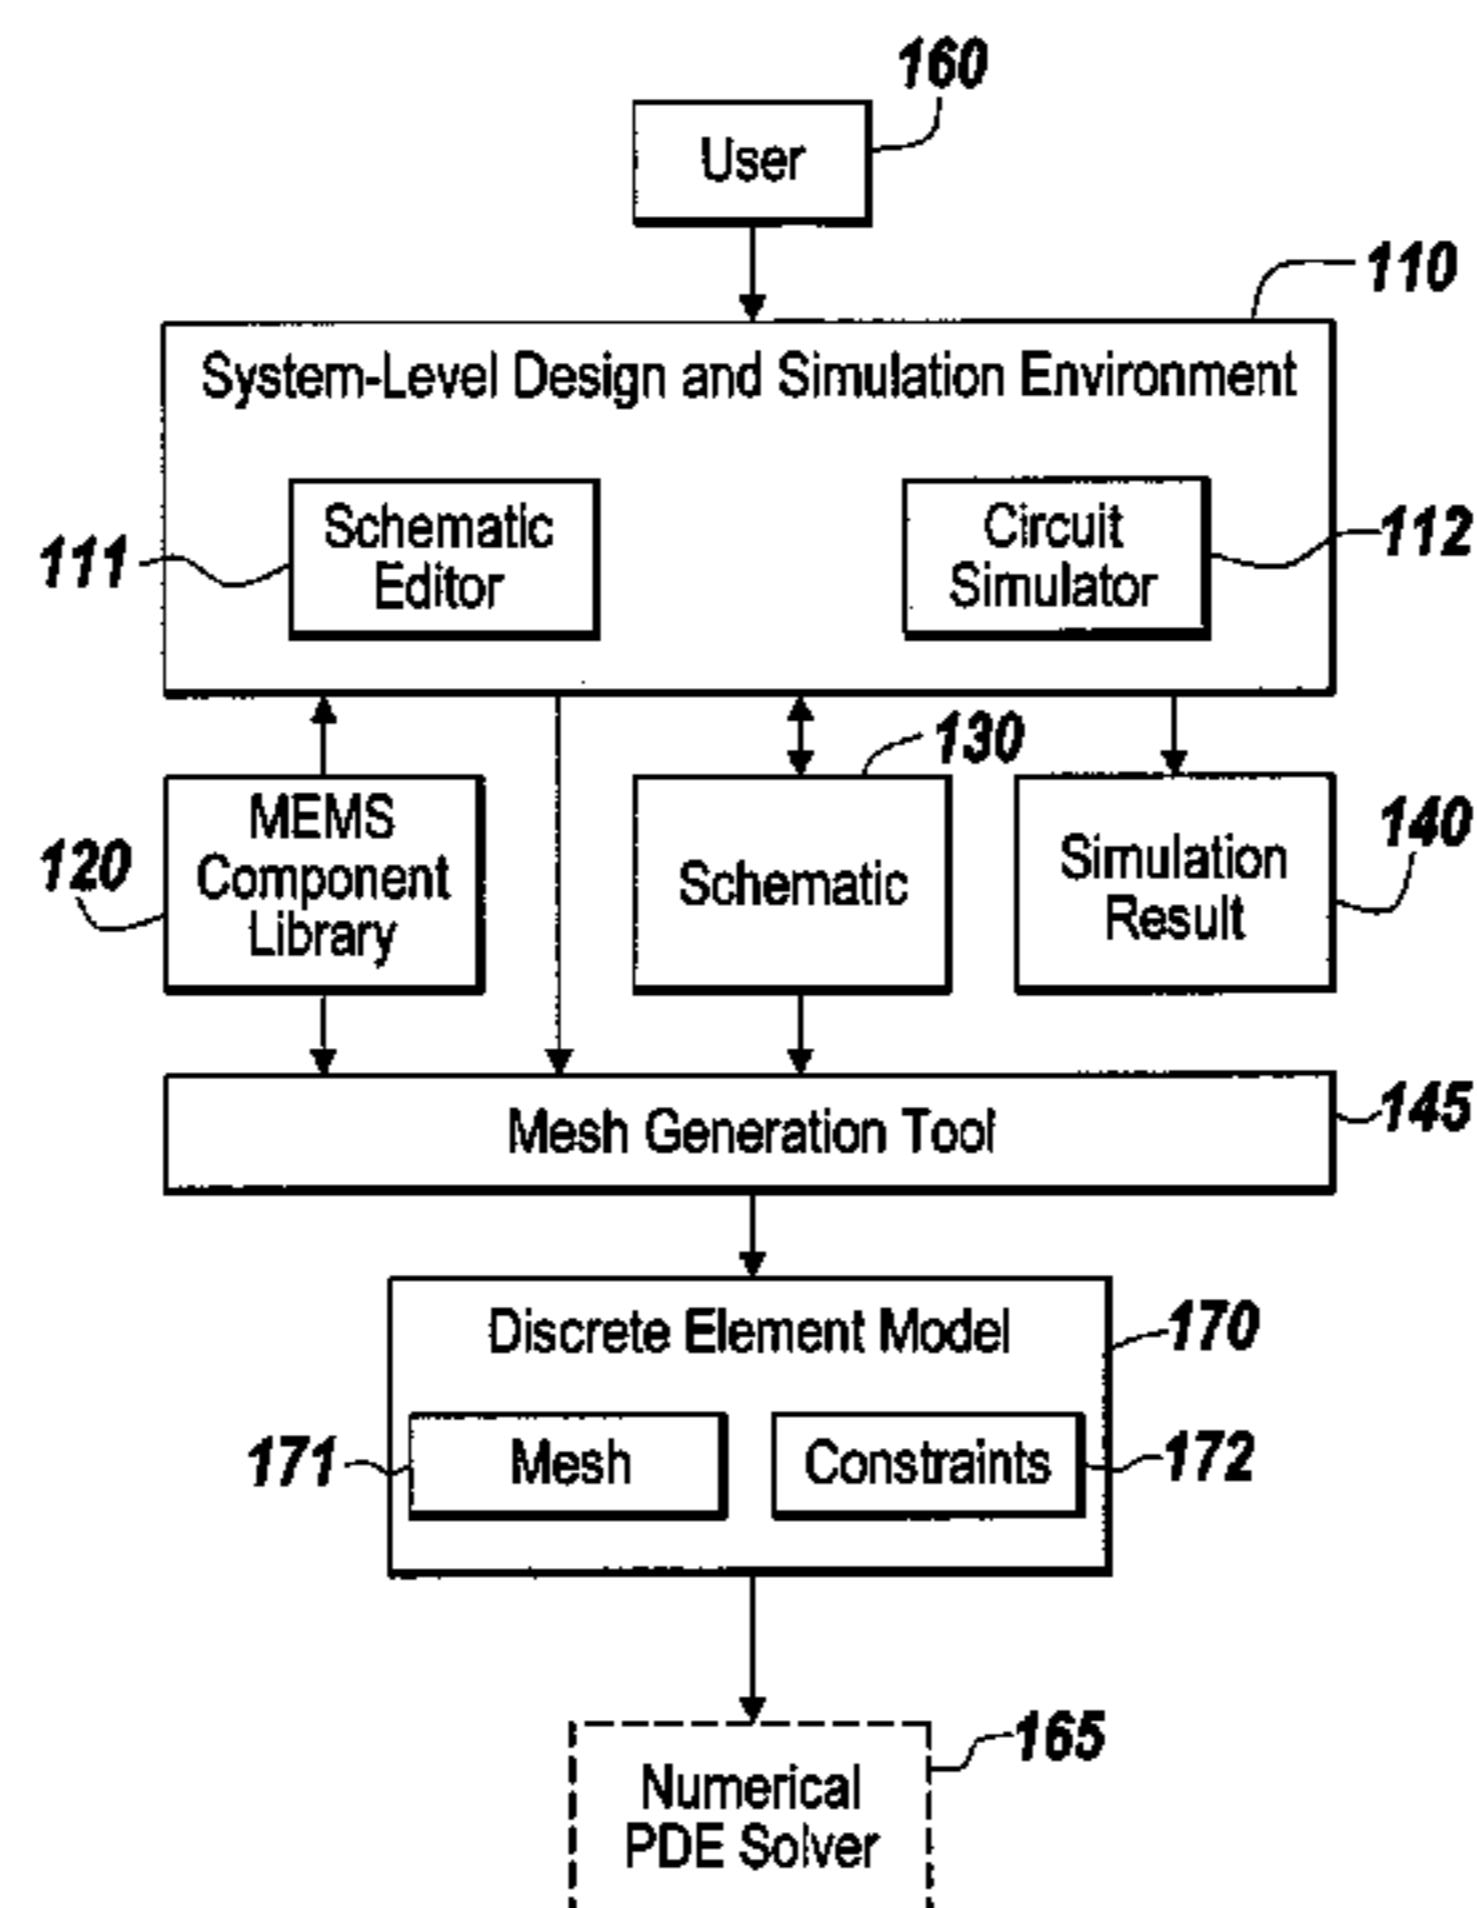 160
User
110
System-Level Design and Simulation Environment
111
Schematic
Editor
Circuit
Simulator
112
130
120
MEMS
Component
Library
Schematic
Simulation
Result
140
Mesh Generation Tool
145
Discrete Element Model
170
171
Mesh
Constraints
172
165
Numerical
PDE Solver